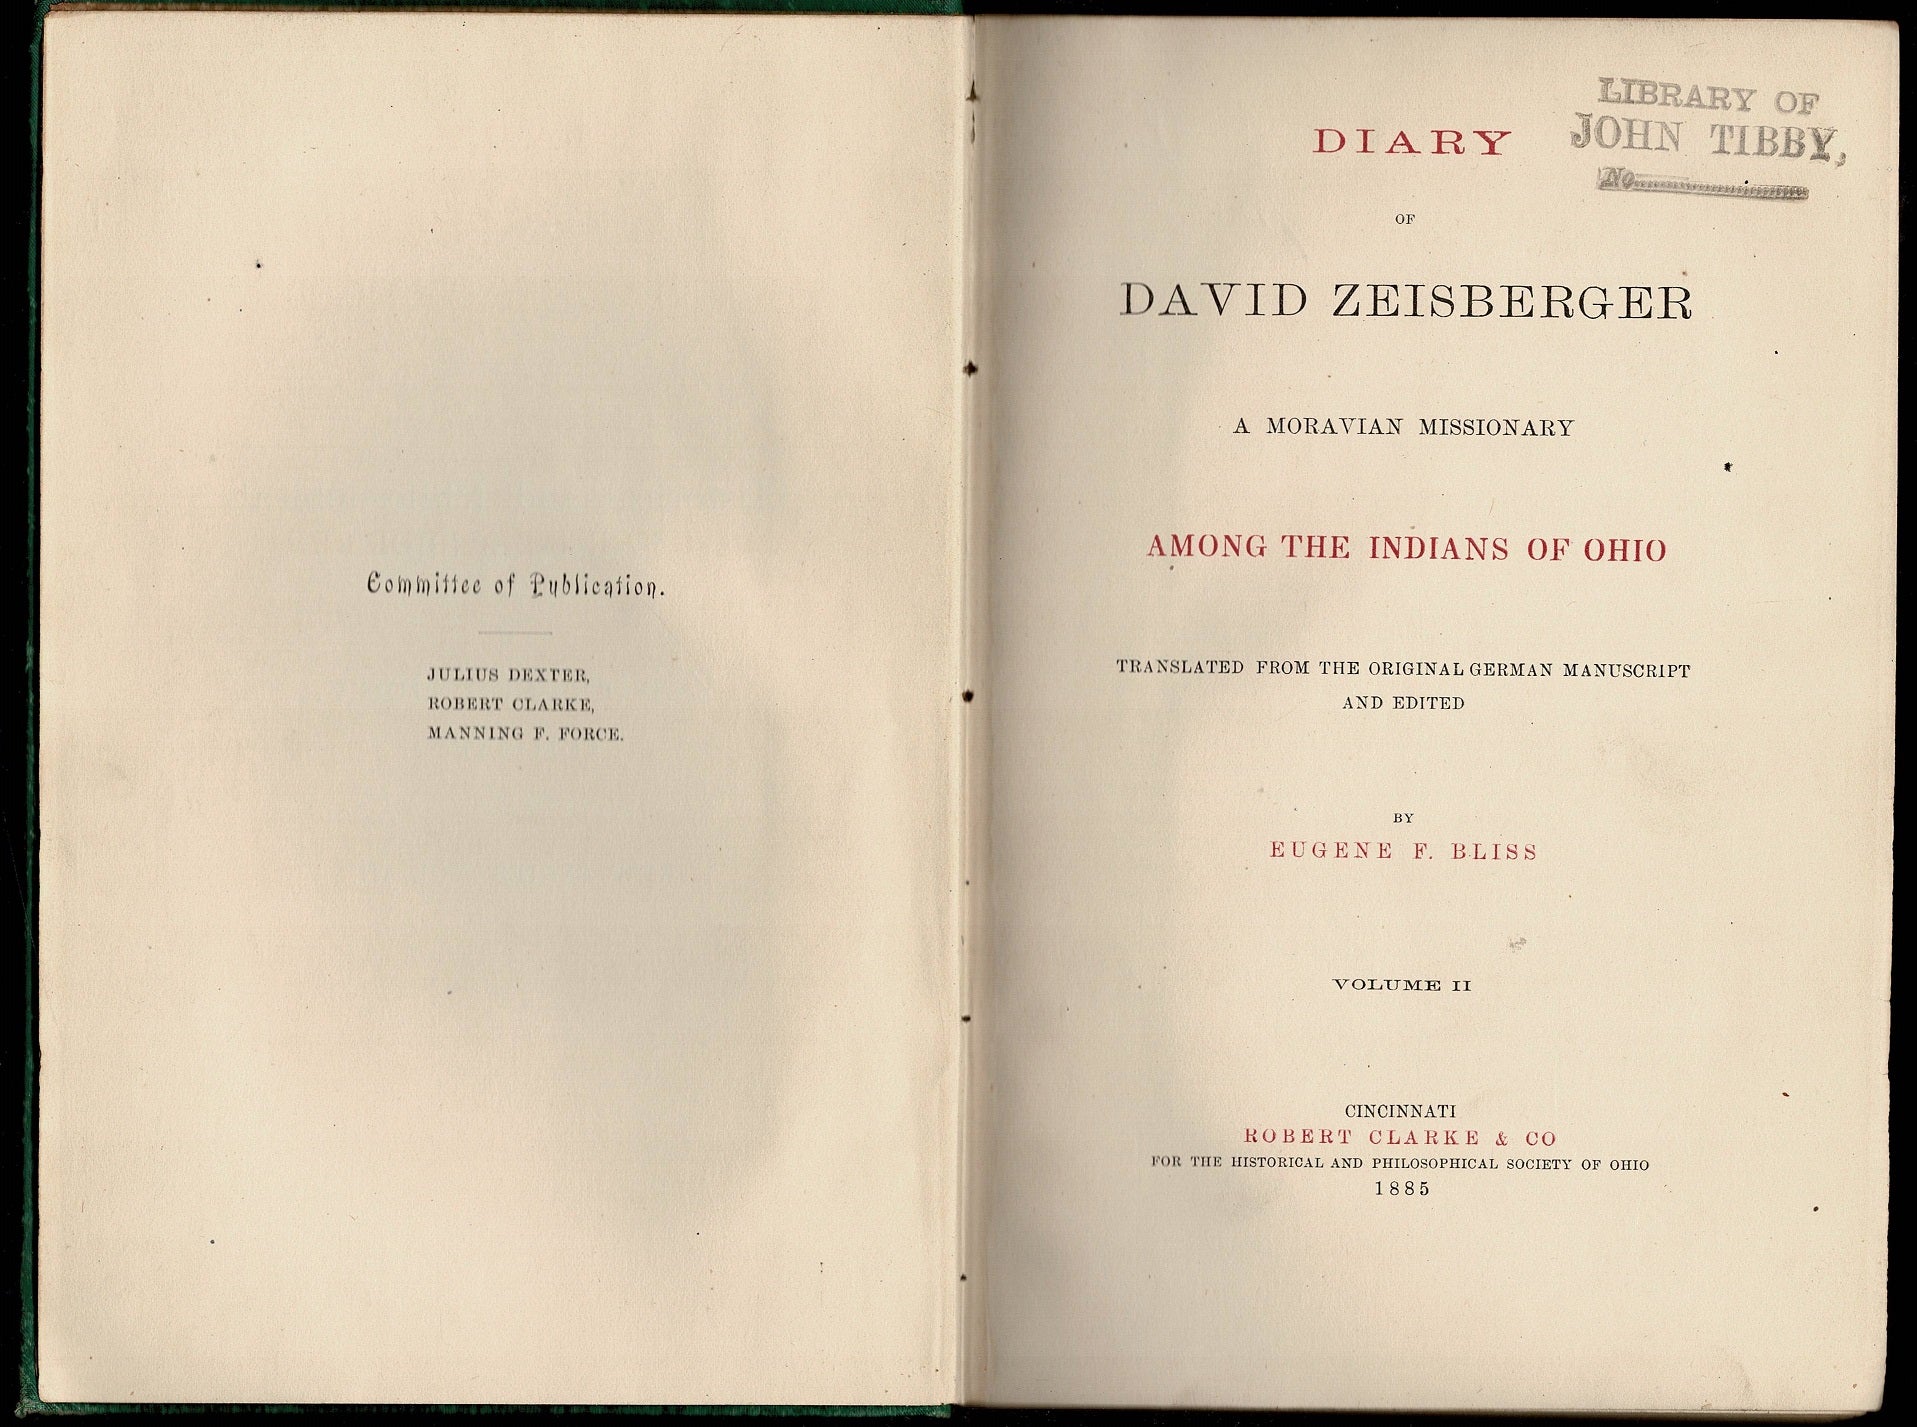 Committee of Publication.
JULIUS DEXTER,
ROBERT CLARKE,
MANNING F. FORCE.
LIBRARY OF
JOHN TIBBY,
No
DIARY
OF
DAVID ZEISBERGER
A MORAVIAN MISSIONARY
AMONG THE INDIANS OF OHIO
TRANSLATED FROM THE ORIGINAL GERMAN MANUSCRIPT
AND EDITED
BY
EUGENE F. BLISS
VOLUME II
CINCINNATI
ROBERT CLARKE & CO
FOR THE HISTORICAL AND PHILOSOPHICAL SOCIETY OF OHIO
1885